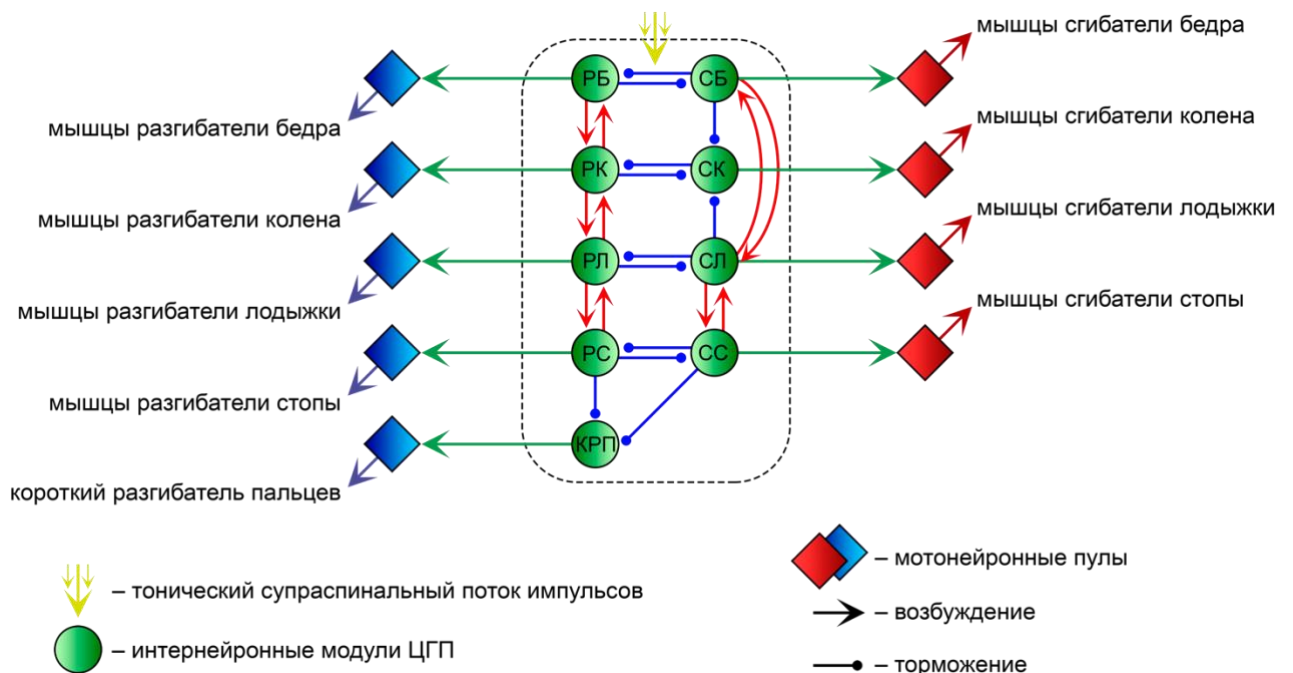 мышцы сгибатели бедра
РБ
СБ
мышцы разгибатели бедра
мышцы сгибатели колена
РК
СК
мышцы разгибатели колена
мышцы сгибатели лодыжки
РЛ
СЛ
мышцы разгибатели лодыжки
мышцы сгибатели стопы
РС
СС
мышцы разгибатели стопы
КРП
короткий разгибатель пальцев
– тонический супраспинальный поток импульсов
– интернейронные модули ЦГП
– мотонейронные пулы
– возбуждение
– торможение